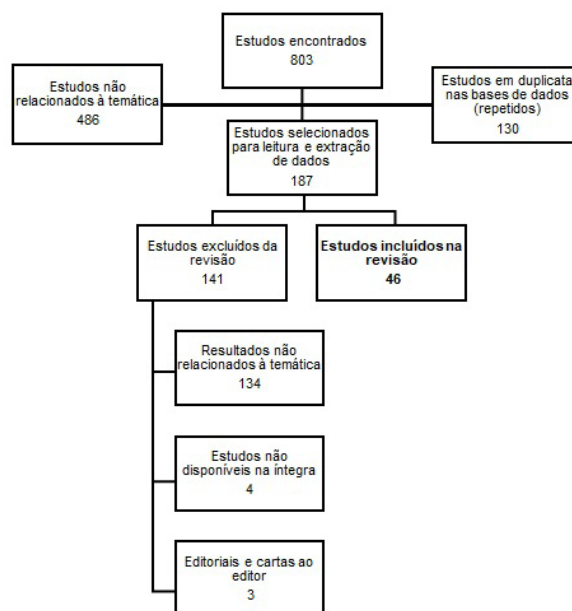 Estudos encontrados
803
Estudos não
relacionados à temática
486
Estudos em duplicata
nas bases de dados
(repetidos)
130
Estudos selecionados
para leitura e extração
de dados
187
Estudos excluídos da
revisão
141
Estudos incluídos na
revisão
46
Resultados não
relacionados à temática
134
Estudos não
disponíveis na íntegra
4
Editoriais e cartas ao
editor
3